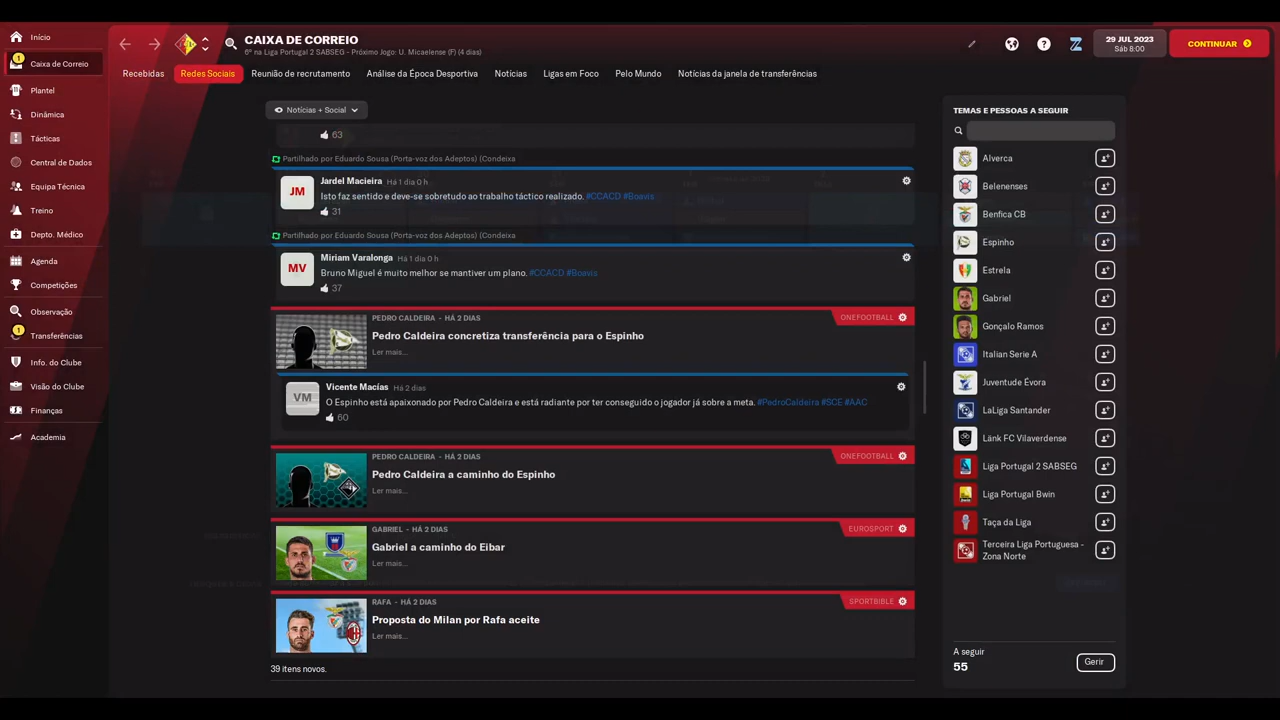 Início
1
Caixa de Correio
Plantel
Dinâmica
Tácticas
Central de Dados
Equipa Técnica
Treino
Depto. Médico
Agenda
Competições
Observação
1
Transferências
Info. do Clube
Visão do Clube
Finanças
Academia
CAIXA DE CORREIO
6º na Liga Portugal 2 SABSEG - Próximo Jogo: U. Micaelense (F) (4 dias)
29 JUL 2023
Sáb 8:00
CONTINUAR
Recebidas
Redes Sociais
Reunião de recrutamento
Análise da Época Desportiva
Notícias
Ligas em Foco
Pelo Mundo
Notícias da janela de transferências
Notícias + Social
63
Partilhado por Eduardo Sousa (Porta-voz dos Adeptos) (Condeixa
JM
Jardel Macieira Há 1 dia 0 h
Isto faz sentido e deve-se sobretudo ao trabalho táctico realizado. #CCACD #Boavis
31
Partilhado por Eduardo Sousa (Porta-voz dos Adeptos) (Condeixa
MV
Miriam Varalonga Há 1 dia 0 h
Bruno Miguel é muito melhor se mantiver um plano. #CCACD #Boavis
37
PEDRO CALDEIRA - HÁ 2 DIAS
ONEFOOTBALL
Pedro Caldeira concretiza transferência para o Espinho
Ler mais...
VM
Vicente Macías Há 2 dias
O Espinho está apaixonado por Pedro Caldeira e está radiante por ter conseguido o jogador já sobre a meta. #PedroCaldeira #SCE #AAC
60
PEDRO CALDEIRA - HÁ 2 DIAS
ONEFOOTBALL
Pedro Caldeira a caminho do Espinho
Ler mais...
GABRIEL - HÁ 2 DIAS
EUROSPORT
Gabriel a caminho do Eibar
Ler mais...
RAFA - HÁ 2 DIAS
SPORTBIBLE
Proposta do Milan por Rafa aceite
Ler mais...
39 itens novos.
TEMAS E PESSOAS A SEGUIR
Alverca
Belenenses
Benfica CB
Espinho
Estrela
Gabriel
Gonçalo Ramos
Italian Serie A
Juventude Évora
LaLiga Santander
Länk FC Vilaverdense
Liga Portugal 2 SABSEG
Liga Portugal Bwin
Taça da Liga
Terceira Liga Portuguesa -
Zona Norte
A seguir
55
Gerir